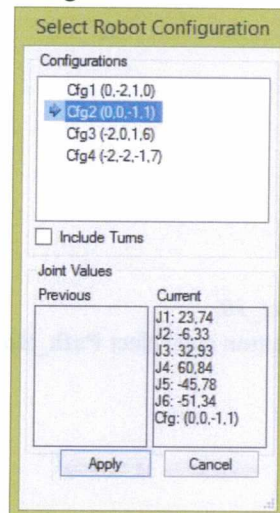 Select Robot Configuration
Configurations
Cfg1 (0,-2,1,0)
Cfg2 (0,0,-1,1)
Cfg3 (-2,0,1,6)
Cfg4 (-2,-2,-1,7)
Include Turns
Joint Values
Previous
Current
J1: 23,74
J2: -6,33
J3: 32,93
J4: 60,84
J5: -45,78
J6: -51,34
Cfg: (0,0,-1,1)
Apply
Cancel